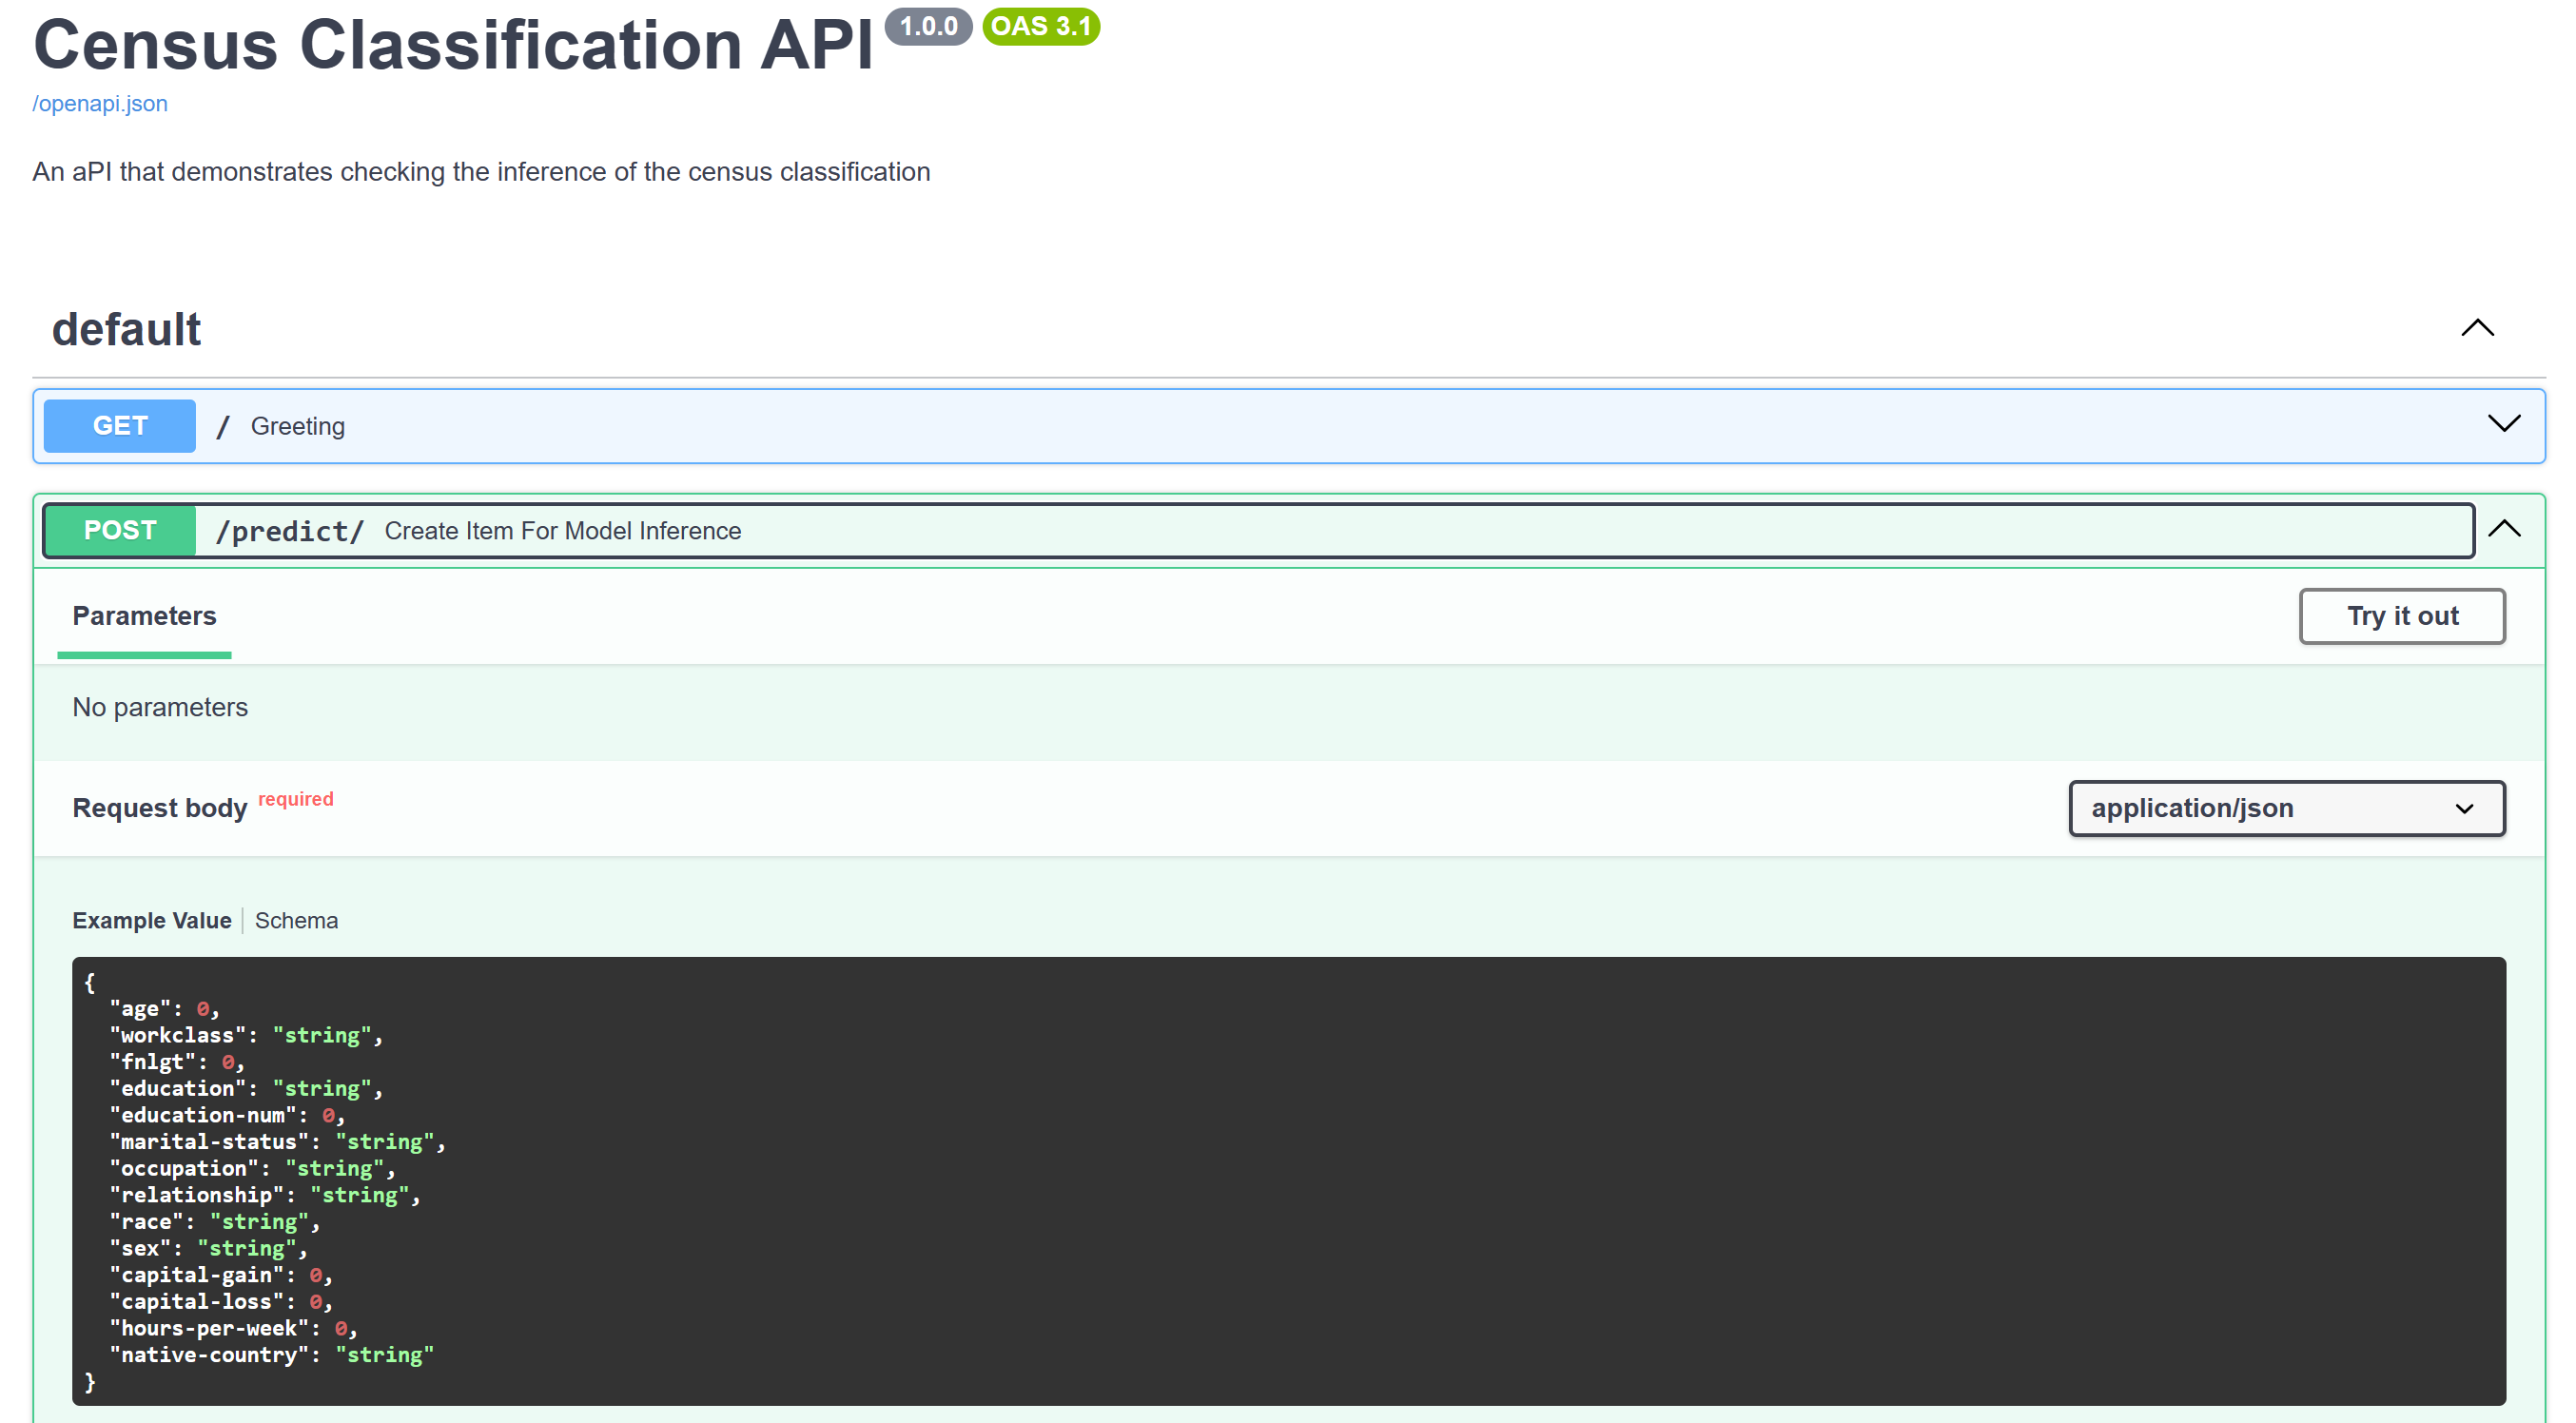 Census Classification API 1.0.0 OAS 3.1
/openapi.json
An aPI that demonstrates checking the inference of the census classification
default
GET / Greeting
POST /predict/ Create Item For Model Inference
Parameters
Try it out
No parameters
Request body required
application/json
Example Value Schema
{
  "age": 0,
  "workclass": "string",
  "fnlgt": 0,
  "education": "string",
  "education-num": 0,
  "marital-status": "string",
  "occupation": "string",
  "relationship": "string",
  "race": "string",
  "sex": "string",
  "capital-gain": 0,
  "capital-loss": 0,
  "hours-per-week": 0,
  "native-country": "string"
}